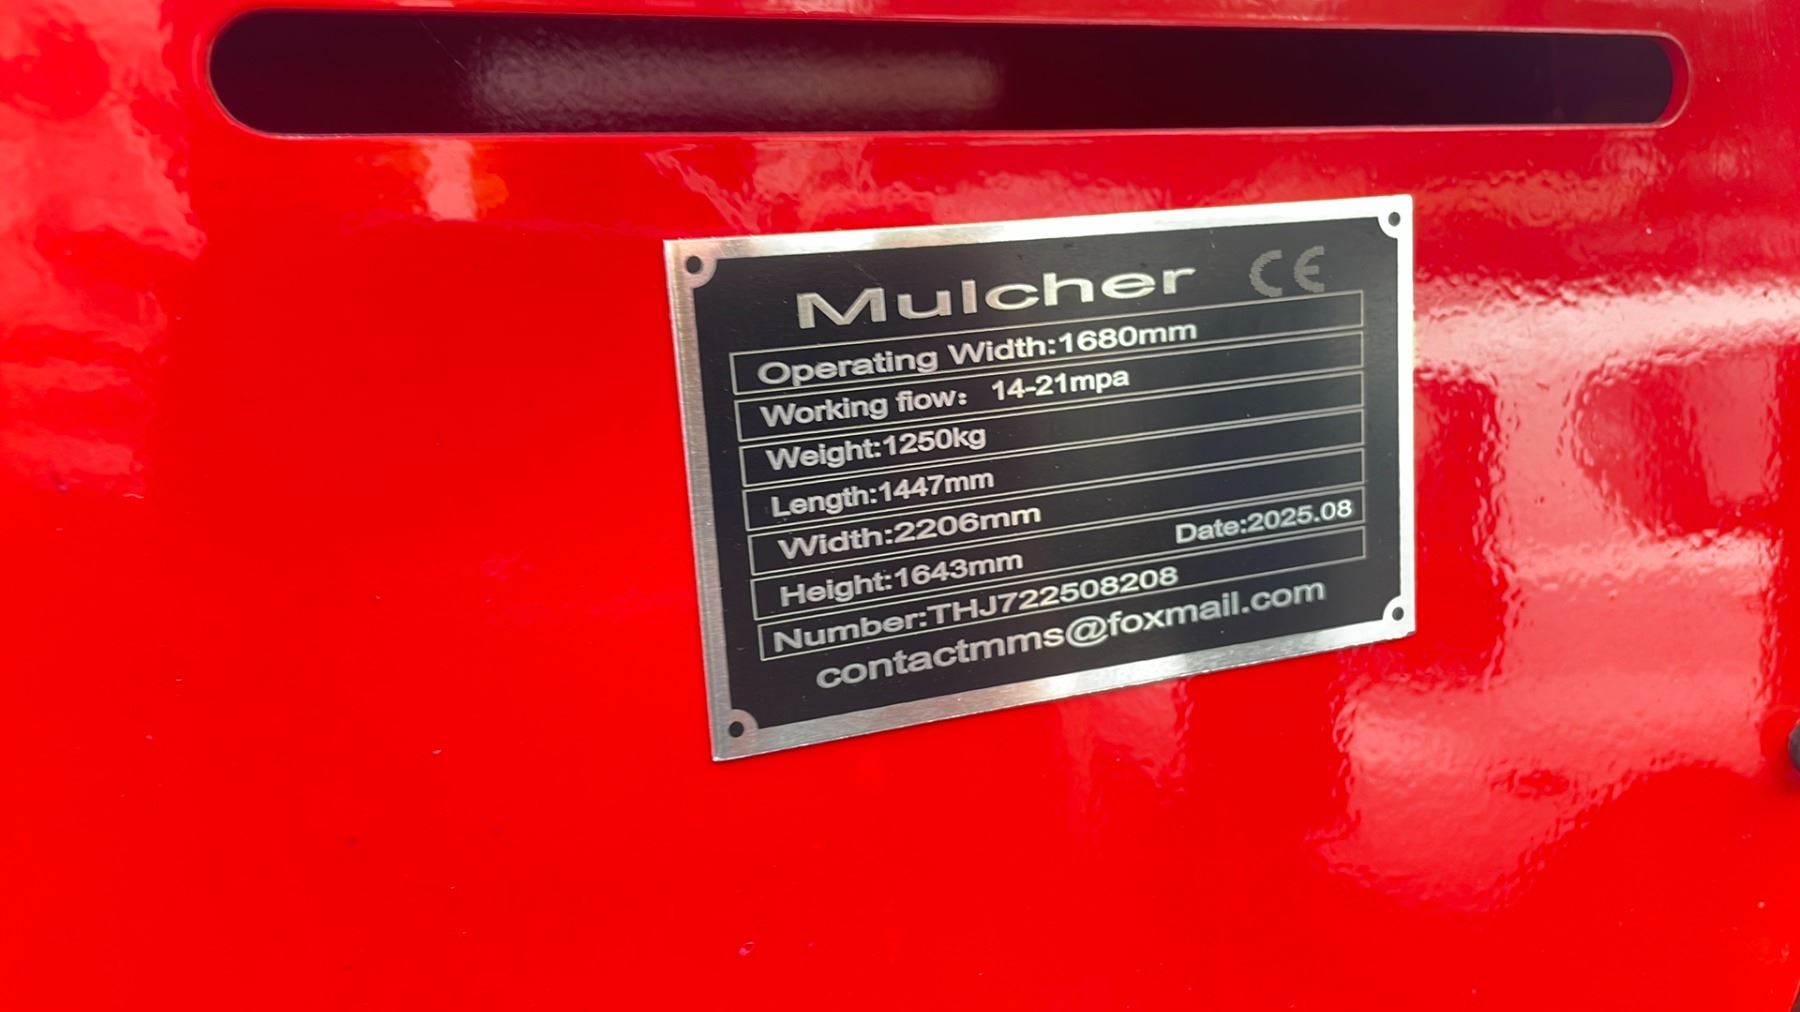 Mulcher CE
Operating Width:1680mm
Working flow: 14-21mpa
Weight:1250kg
Length:1447mm
Width:2206mm
Height:1643mm Date:2025.08
Number:THJ722508208
contactmms@foxmail.com